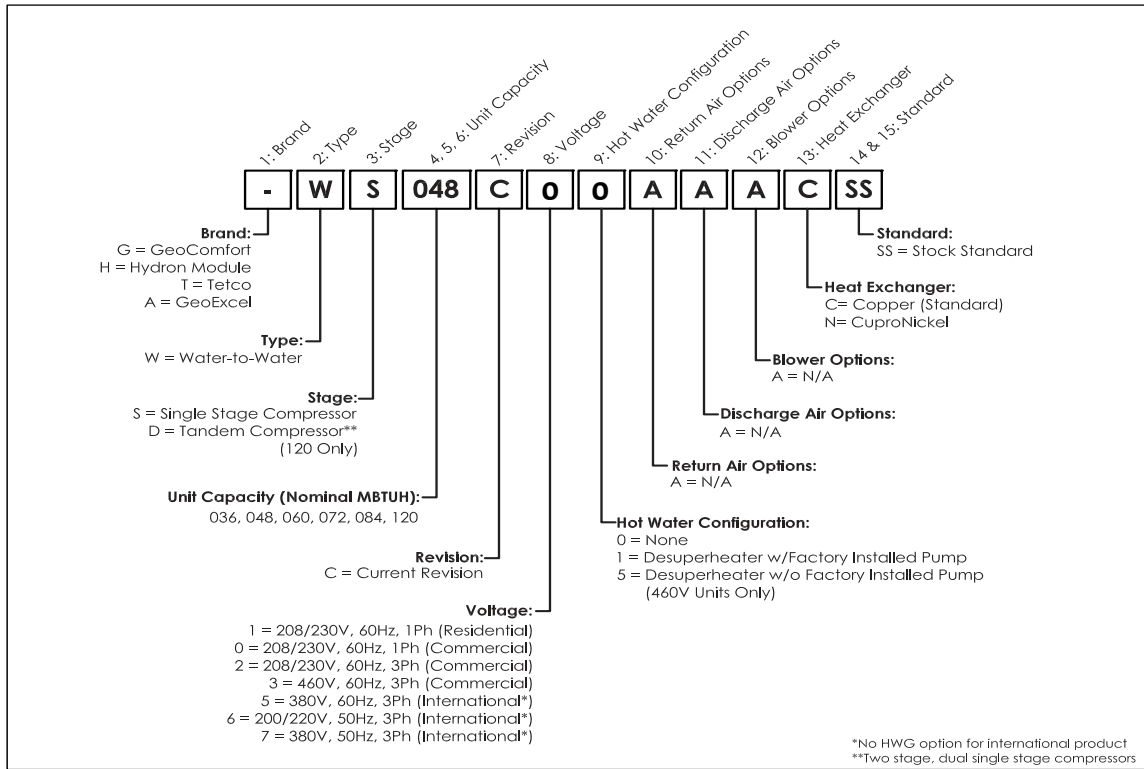 1: Brand
2: Type
3: Stage
4, 5, 6: Unit Capacity
7: Revision
8: Voltage
9: Hot Water Configuration
10: Return Air Options
11: Discharge Air Options
12: Blower Options
13: Heat Exchanger
14 & 15: Standard
- W S 048 C 0 0 A A A C SS
Brand:
G = GeoComfort
H = Hydron Module
T = Tetco
A = GeoExcel
Type:
W = Water-to-Water
Stage:
S = Single Stage Compressor
D = Tandem Compressor**
(120 Only)
Unit Capacity (Nominal MBTUH):
036, 048, 060, 072, 084, 120
Revision:
C = Current Revision
Voltage:
1 = 208/230V, 60Hz, 1Ph (Residential)
0 = 208/230V, 60Hz, 1Ph (Commercial)
2 = 208/230V, 60Hz, 3Ph (Commercial)
3 = 460V, 60Hz, 3Ph (Commercial)
5 = 380V, 60Hz, 3Ph (International*)
6 = 200/220V, 50Hz, 3Ph (International*)
7 = 380V, 50Hz, 3Ph (International*)
Standard:
SS = Stock Standard
Heat Exchanger:
C= Copper (Standard)
N= CuproNickel
Blower Options:
A = N/A
Discharge Air Options:
A = N/A
Return Air Options:
A = N/A
Hot Water Configuration:
0 = None
1 = Desuperheater w/Factory Installed Pump
5 = Desuperheater w/o Factory Installed Pump
(460V Units Only)
*No HWG option for international product
**Two stage, dual single stage compressors